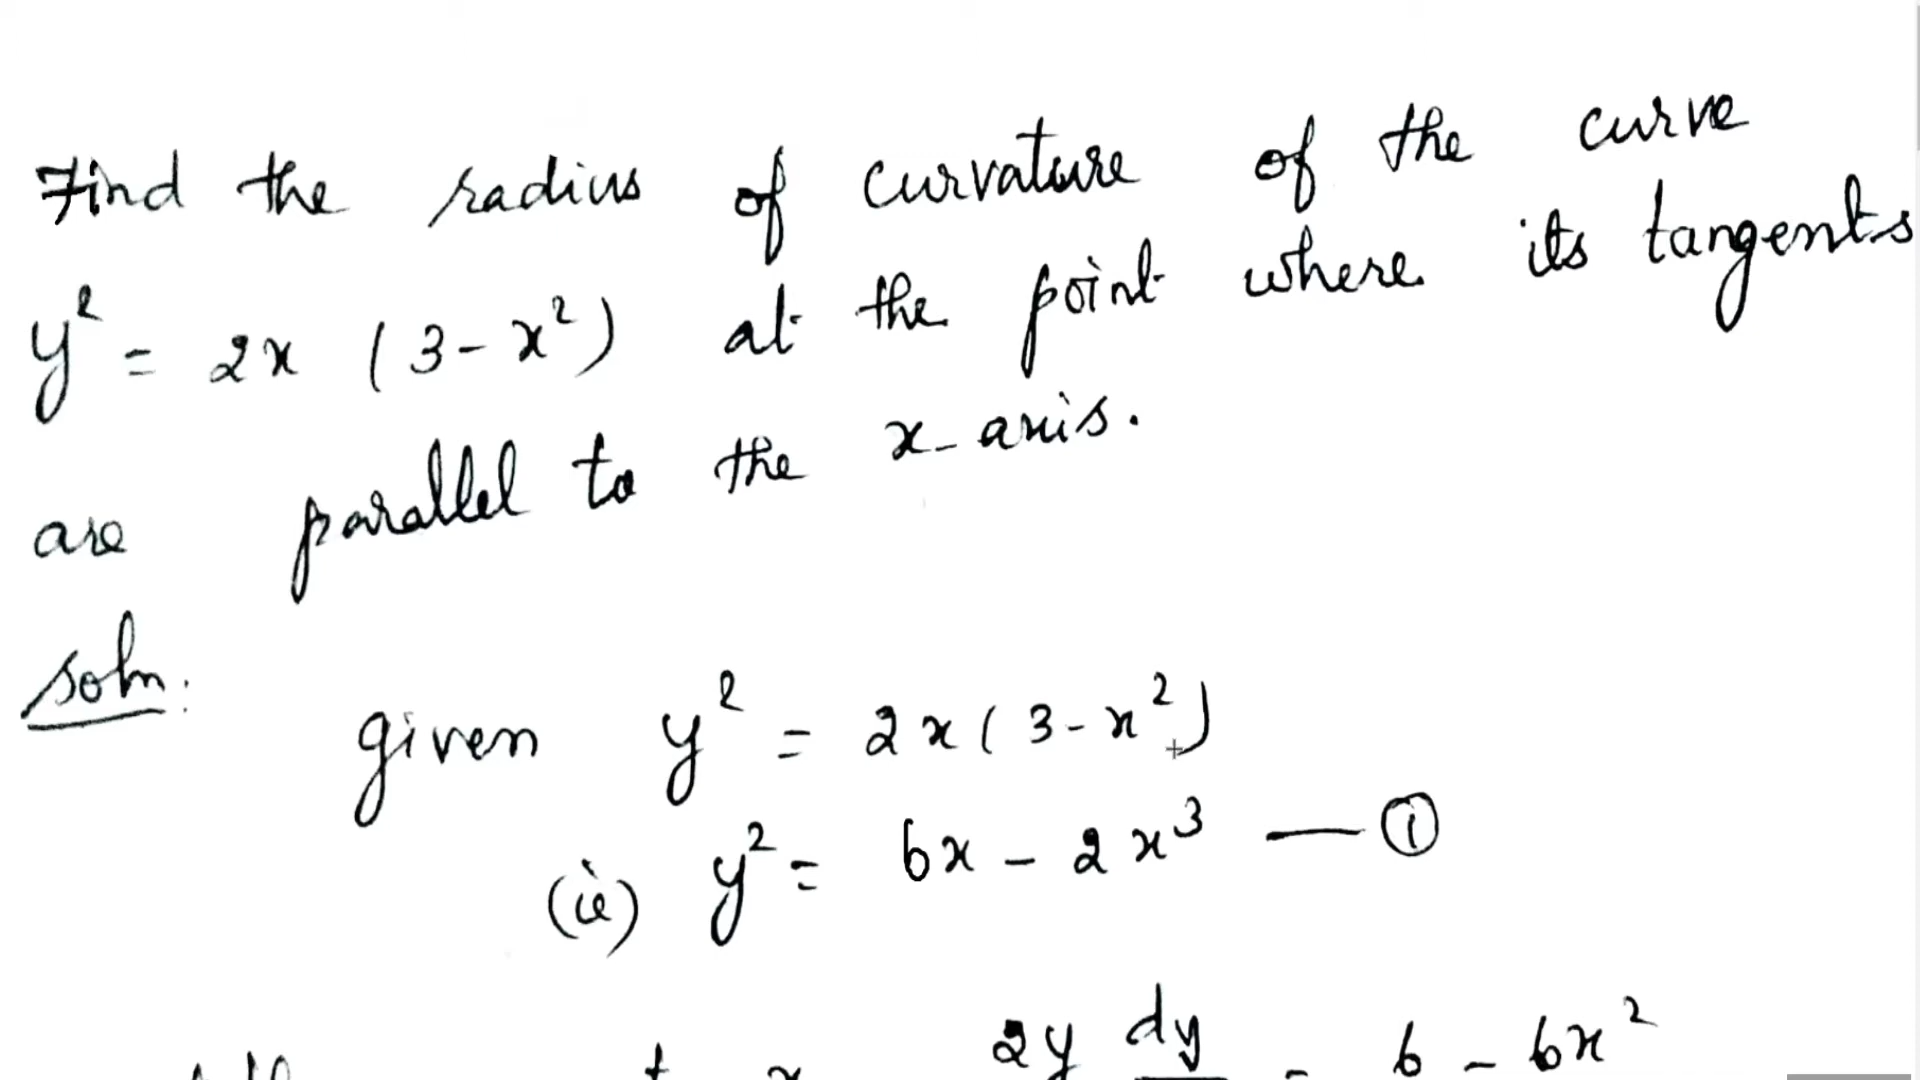 Find the radius of curvature of the curve
y² = 2x (3 - x²) at the point where its tangents
are parallel to the x-axis.
Soln:
given y² = 2x(3 - x²)
(ie) y² = 6x - 2x³ — ①
2y dy = 6 - 6x²